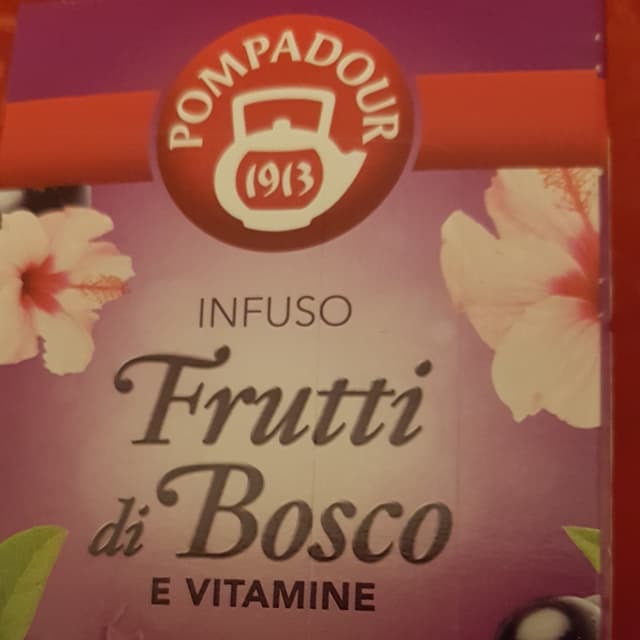 POMPADOUR
1913
INFUSO
Frutti
di Bosco
E VITAMINE